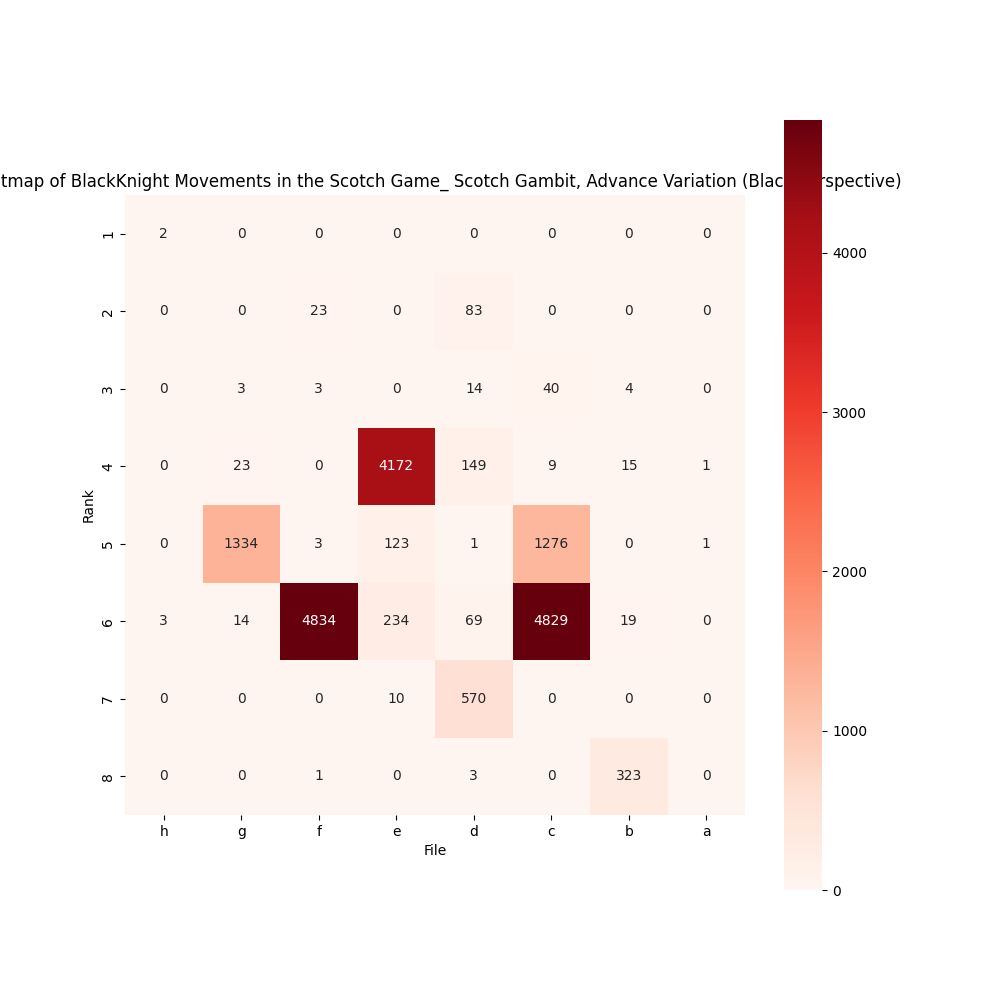 tmap of BlackKnight Movements in the Scotch Game_ Scotch Gambit, Advance Variation (Blac rspective)
1 2 0 0 0 0 0 0 0
2 0 0 23 0 83 0 0 0
3 0 3 3 0 14 40 4 0
4 0 23 0 4172 149 9 15 1
5 0 1334 3 123 1 1276 0 1
6 3 14 4834 234 69 4829 19 0
7 0 0 0 10 570 0 0 0
8 0 0 1 0 3 0 323 0
h g f e d c b a
Rank
File
4000
3000
2000
1000
0